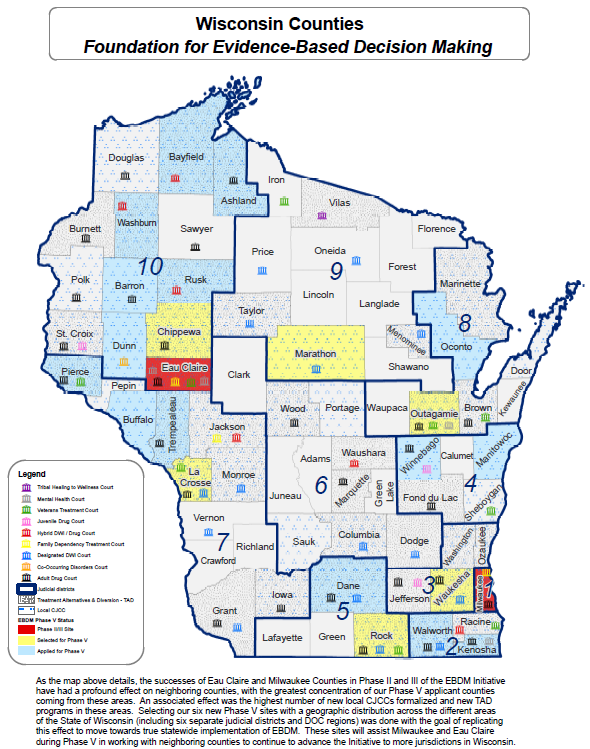 Wisconsin Counties
Foundation for Evidence-Based Decision Making
Douglas
Bayfield
Ashland
Iron
Vilas
Washburn
Burnett
Sawyer
Florence
Price
Oneida
Forest
10
9
Polk
Barron
Rusk
Marinette
Lincoln
Langlade
Taylor
8
St. Croix
Chippewa
Menominee
Oconto
Dunn
Marathon
Door
Pierce
Eau Claire
Clark
Shawano
Pepin
Buffalo
Trempealeau
Jackson
Wood
Portage
Waupaca
Outagamie
Brown
Kewaunee
Adams
Waushara
Winnebago
Calumet
Manitowoc
La
Crosse
Monroe
Juneau
6
Marquette
Green
Lake
Fond du Lac
4
Sheboygan
Vernon
7
Richland
Crawford
Sauk
Columbia
Dodge
Washington
Ozaukee
Grant
Iowa
Dane
5
Jefferson
3
Waukesha
Milwaukee
1
Lafayette
Green
Rock
Walworth
2
Racine
Kenosha
Legend
Tribal Healing to Wellness Court
Mental Health Court
Veterans Treatment Court
Juvenile Drug Court
Hybrid DWI / Drug Court
Family Dependency Treatment Court
Designated OWI Court
Co-Occurring Disorders Court
Adult Drug Court
Judicial districts
Treatment Alternatives & Diversion - TAD
Local CJCC
EBDM Phase V Status
Phase II/III Site
Selected for Phase V
Applied for Phase V
As the map above details, the successes of Eau Claire and Milwaukee Counties in Phase II and III of the EBDM Initiative
have had a profound effect on neighboring counties, with the greatest concentration of our Phase V applicant counties
coming from these areas. An associated effect was the highest number of new local CJCCs formalized and new TAD
programs in these areas. Selecting our six new Phase V sites with a geographic distribution across the different areas
of the State of Wisconsin (including six separate judicial districts and DOC regions) was done with the goal of replicating
this effect to move towards true statewide implementation of EBDM. These sites will assist Milwaukee and Eau Claire
during Phase V in working with neighboring counties to continue to advance the Initiative to more jurisdictions in Wisconsin.